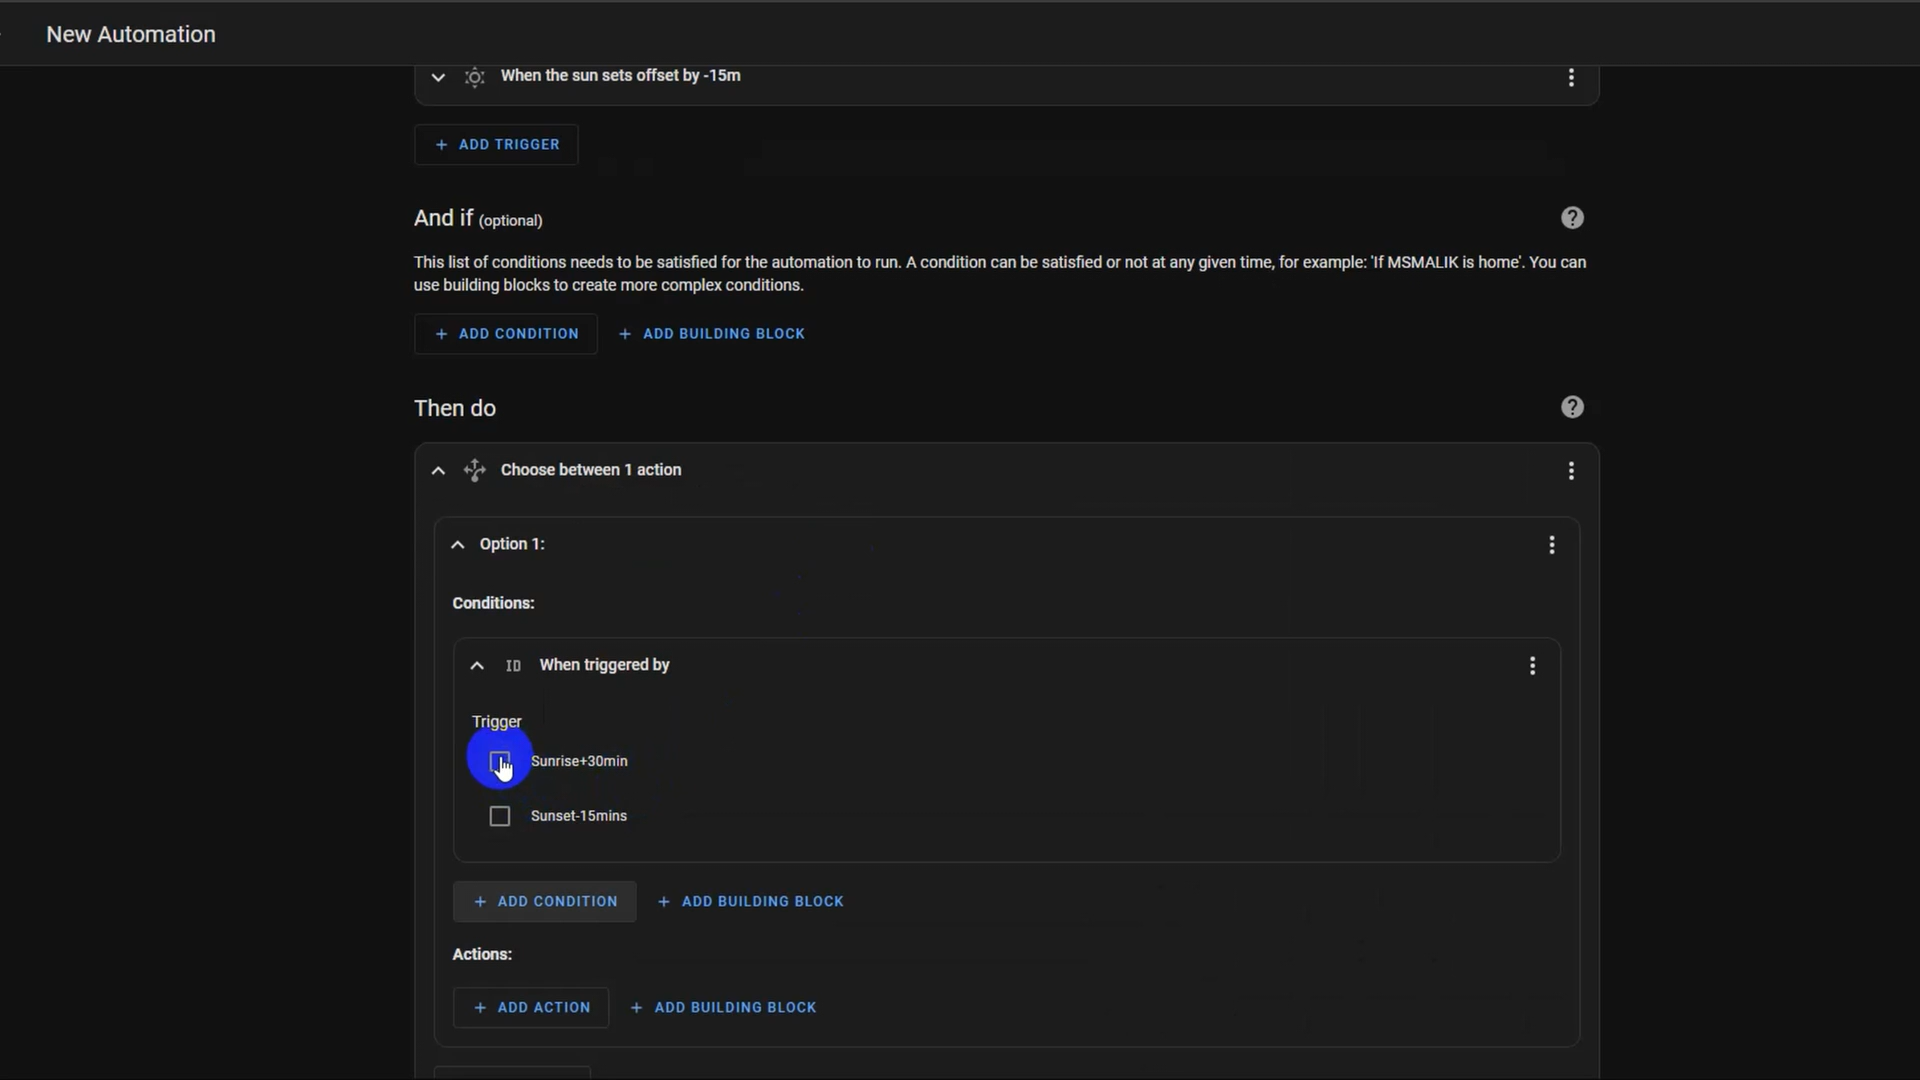 New Automation
When the sun sets offset by -15m
+ ADD TRIGGER
And if (optional)
This list of conditions needs to be satisfied for the automation to run. A condition can be satisfied or not at any given time, for example: 'If MSMALIK is home'. You can
use building blocks to create more complex conditions.
+ ADD CONDITION + ADD BUILDING BLOCK
Then do
Choose between 1 action
Option 1:
Conditions:
ID When triggered by
Trigger
Sunrise+30min
Sunset-15mins
+ ADD CONDITION + ADD BUILDING BLOCK
Actions:
+ ADD ACTION + ADD BUILDING BLOCK